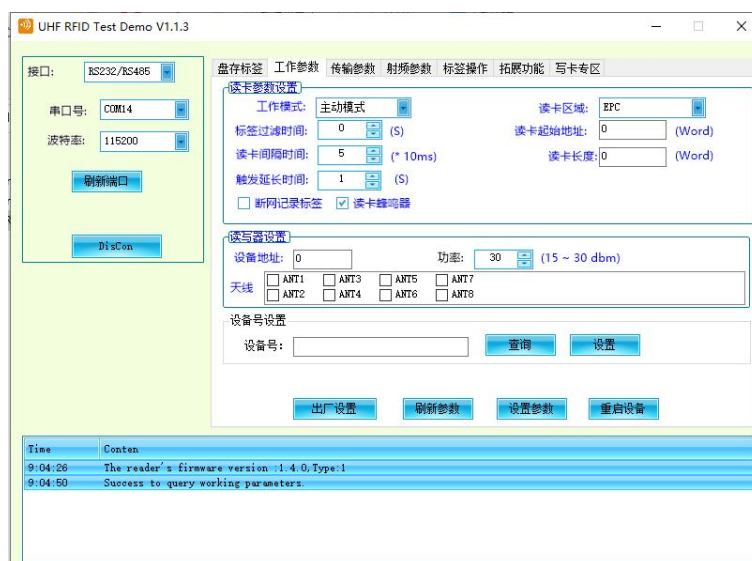 UHF RFID Test Demo V1.1.3
接口: RS232/RS485
串口号: COM14
波特率: 115200
刷新端口
DisCon
盘存标签 工作参数 传输参数 射频参数 标签操作 拓展功能 写卡专区
读卡参数设置
工作模式: 主动模式 读卡区域: EPC
标签过滤时间: 0 (S) 读卡起始地址: 0 (Word)
读卡间隔时间: 5 (* 10ms) 读卡长度: 0 (Word)
触发延长时间: 1 (S)
断网记录标签 读卡蜂鸣器
读写器设置
设备地址: 0 功率: 30 (15 ~ 30 dbm)
天线 ANT1 ANT3 ANT5 ANT7
ANT2 ANT4 ANT6 ANT8
设备号设置
设备号: 查询 设置
出厂设置 刷新参数 设置参数 重启设备
Time Conten
9:04:26 The reader's firmware version :1.4.0,Type:1
9:04:50 Success to query working parameters.